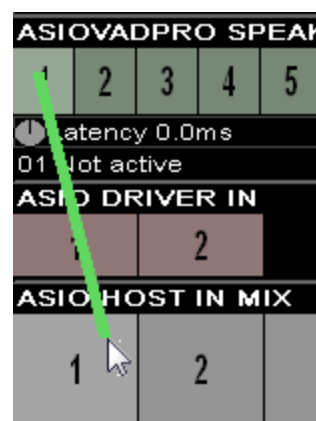 ASIOVADPRO SPEAK
1 2 3 4 5
Latency 0.0ms
01 Not active
ASIO DRIVER IN
1 2
ASIO HOST IN MIX
1 2